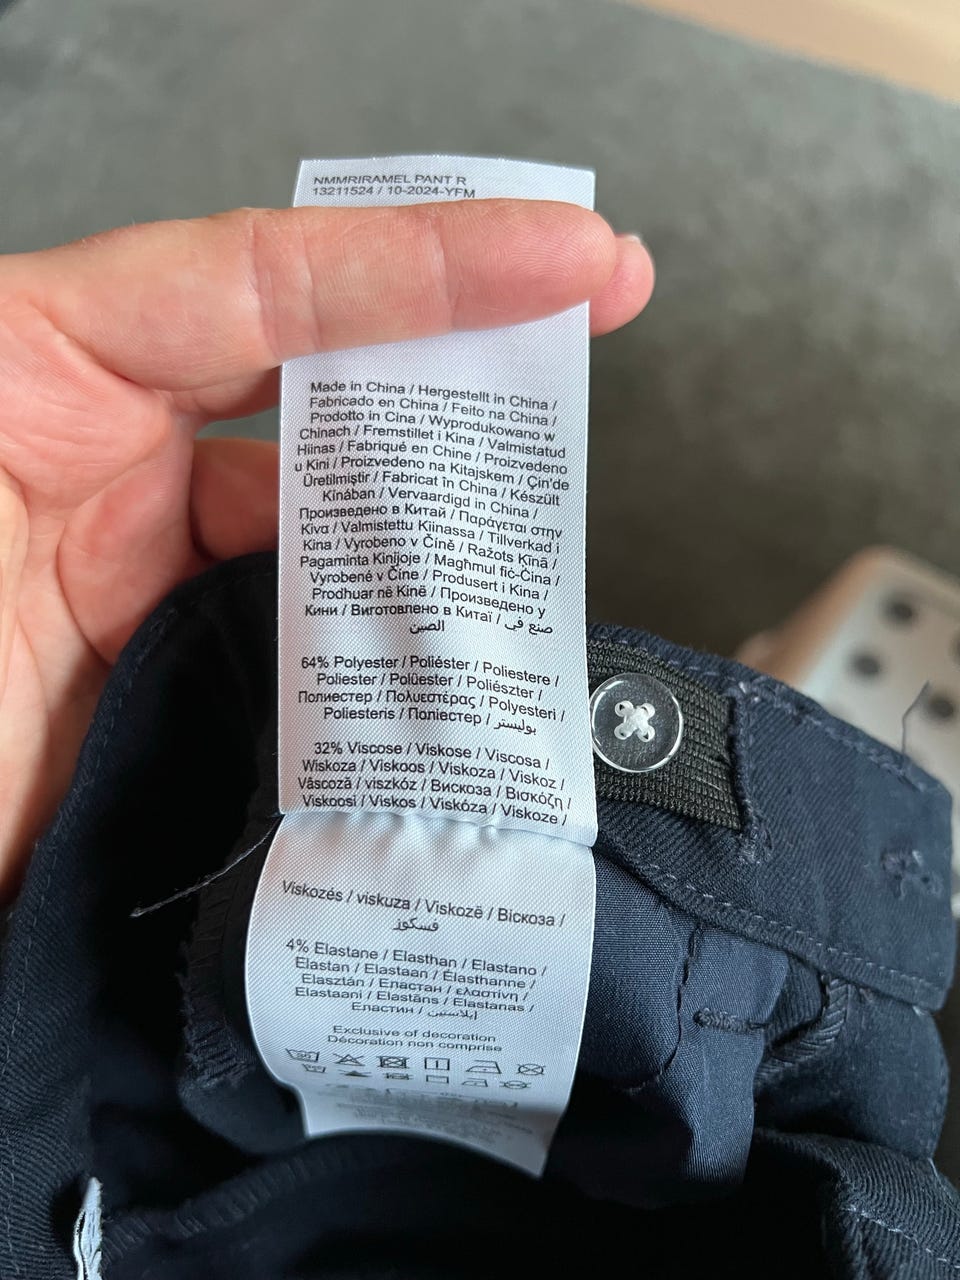 NMMRIRAMEL PANT R
13211524 / 10-2024-YFM
Made in China / Hergestellt in China /
Fabricado en China / Feito na China /
Prodotto in Cina / Wyprodukowano w
Chinach / Fremstillet i Kina / Valmistatud
Hiinas / Fabriqué en Chine / Proizvedeno
u Kini / Proizvedeno na Kitajskem / Çin'de
Üretilmiştir / Fabricat în China / Készült
Kínában / Vervaardigd in China /
Произведено в Китай / Παράγεται στην
Κίνα / Valmistettu Kiinassa / Tillverkad i
Kina / Vyrobeno v Číně / Ražots Ķīnā /
Pagaminta Kinijoje / Magħmul fiċ-Ċina /
Vyrobené v Číne / Produsert i Kina /
Prodhuar në Kinë / Произведено у
Кини / Виготовлено в Китаї / صنع في
الصين
64% Polyester / Poliéster / Poliestere /
Poliester / Polüester / Poliészter /
Полиестер / Πολυεστέρας / Polyesteri /
Poliesteris / Поліестер / بوليستر
32% Viscose / Viskose / Viscosa /
Wiskoza / Viskoos / Viskoza / Viskoz /
Vâscoză / viszkóz / Вискоза / Βισκόζη /
Viskoosi / Viskos / Viskóza / Viskoze /
Viskozės / viskuza / Viskozë / Віскоза /
فسكوز
4% Elastane / Elasthan / Elastano /
Elastan / Elastaan / Élasthanne /
Elasztán / Еластан / ελαστίνη /
Elastaani / Elastāns / Elastanas /
Еластин / إيلاستين
Exclusive of decoration
Décoration non comprise